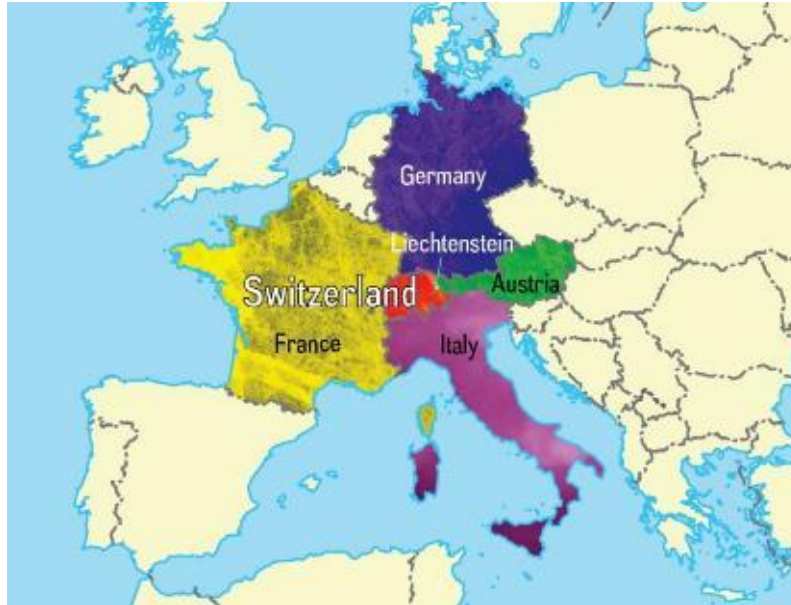 Germany
Liechtenstein
Switzerland
Austria
France
Italy